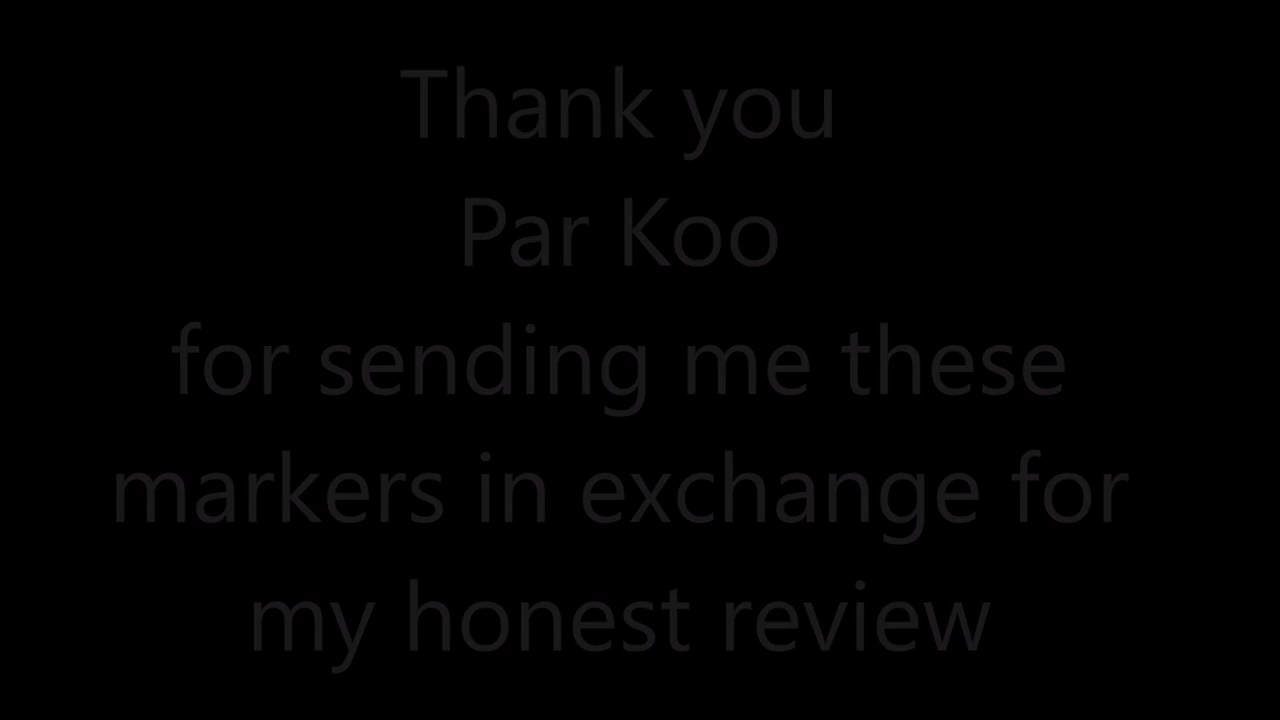 Thank you
Par Koo
for sending me these
markers in exchange for
my honest review